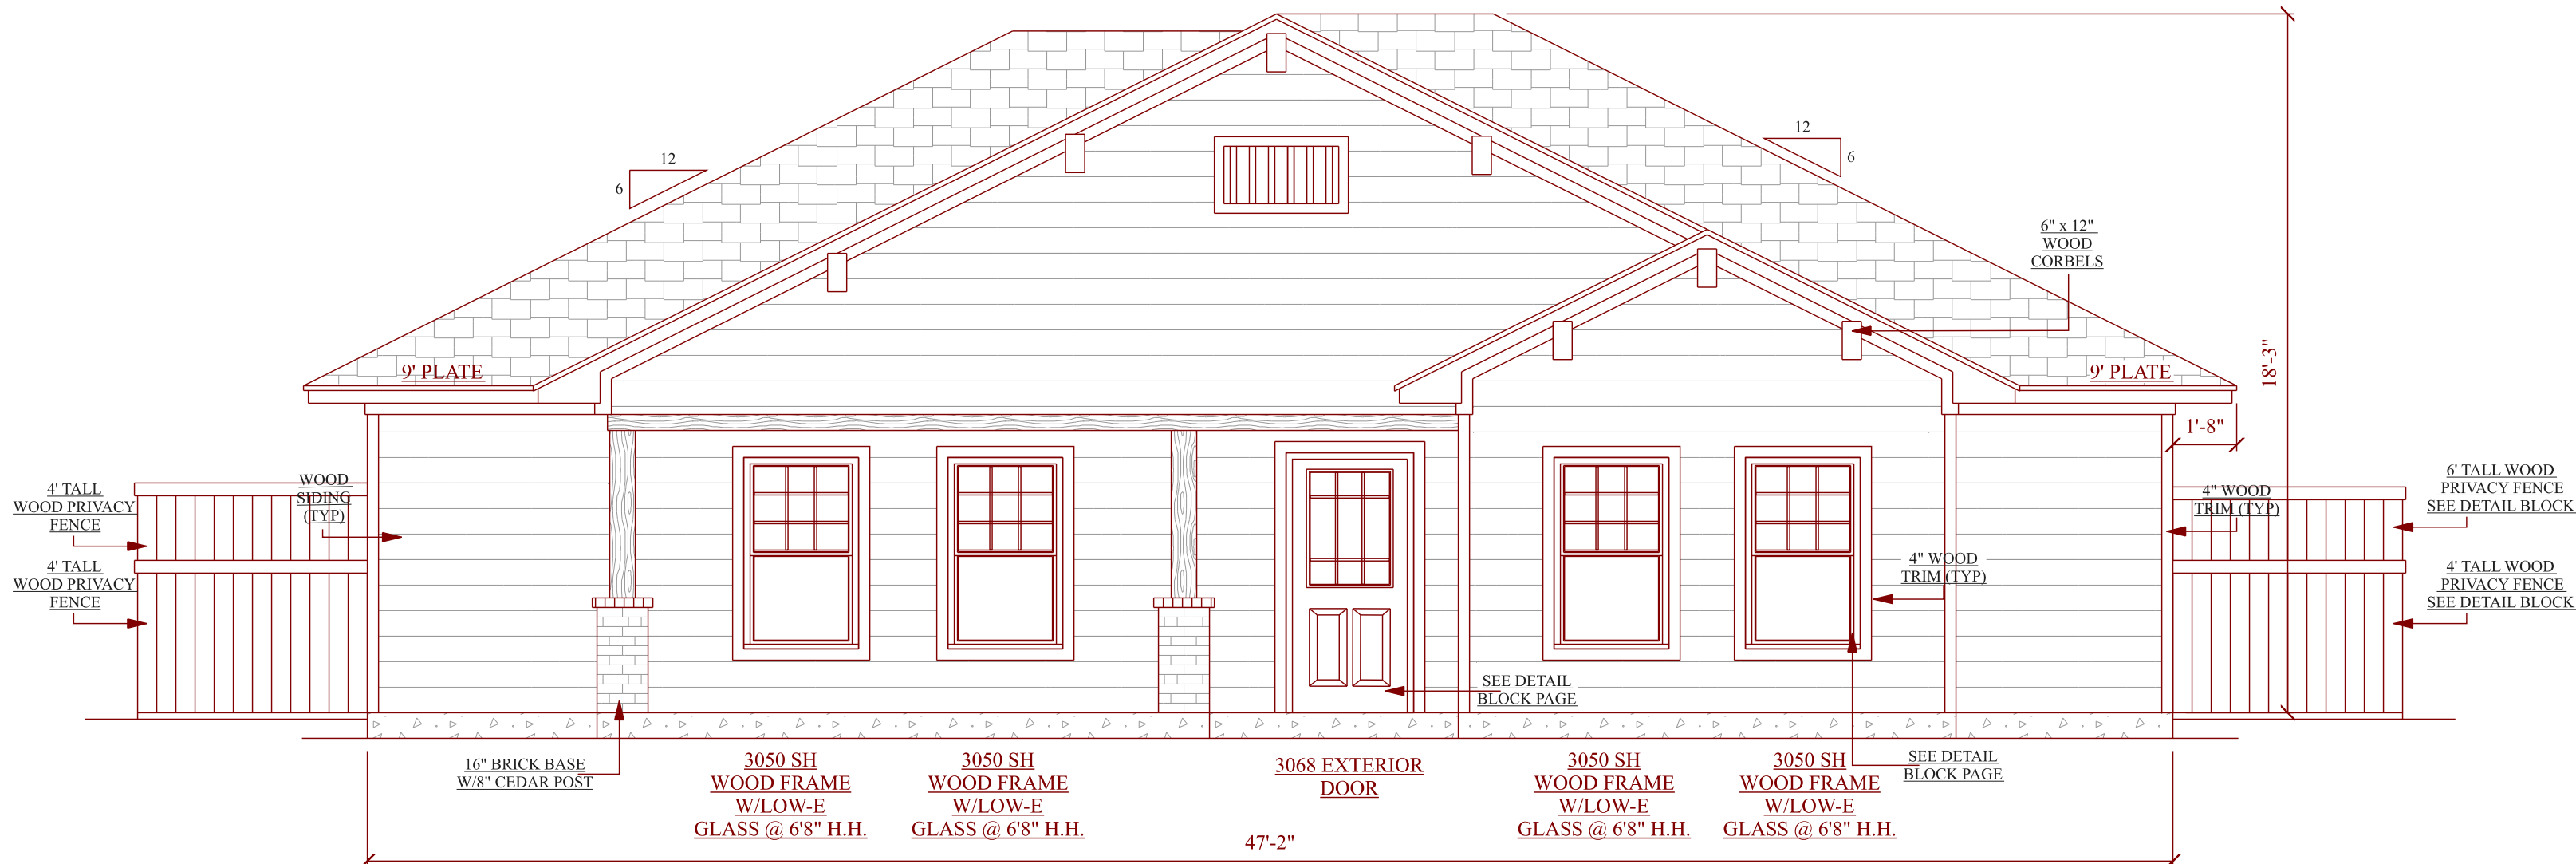 12
6
12
6
6" x 12"
WOOD
CORBELS
18'-3"
9' PLATE
9' PLATE
1'-8"
4' TALL
WOOD PRIVACY
FENCE
4' TALL
WOOD PRIVACY
FENCE
WOOD
SIDING
(TYP)
4" WOOD
TRIM (TYP)
6' TALL WOOD
PRIVACY FENCE
SEE DETAIL BLOCK
4" WOOD
TRIM (TYP)
4' TALL WOOD
PRIVACY FENCE
SEE DETAIL BLOCK
SEE DETAIL
BLOCK PAGE
16" BRICK BASE
W/8" CEDAR POST
3050 SH
WOOD FRAME
W/LOW-E
GLASS @ 6'8" H.H.
3050 SH
WOOD FRAME
W/LOW-E
GLASS @ 6'8" H.H.
3068 EXTERIOR
DOOR
3050 SH
WOOD FRAME
W/LOW-E
GLASS @ 6'8" H.H.
3050 SH
WOOD FRAME
W/LOW-E
GLASS @ 6'8" H.H.
SEE DETAIL
BLOCK PAGE
47'-2"